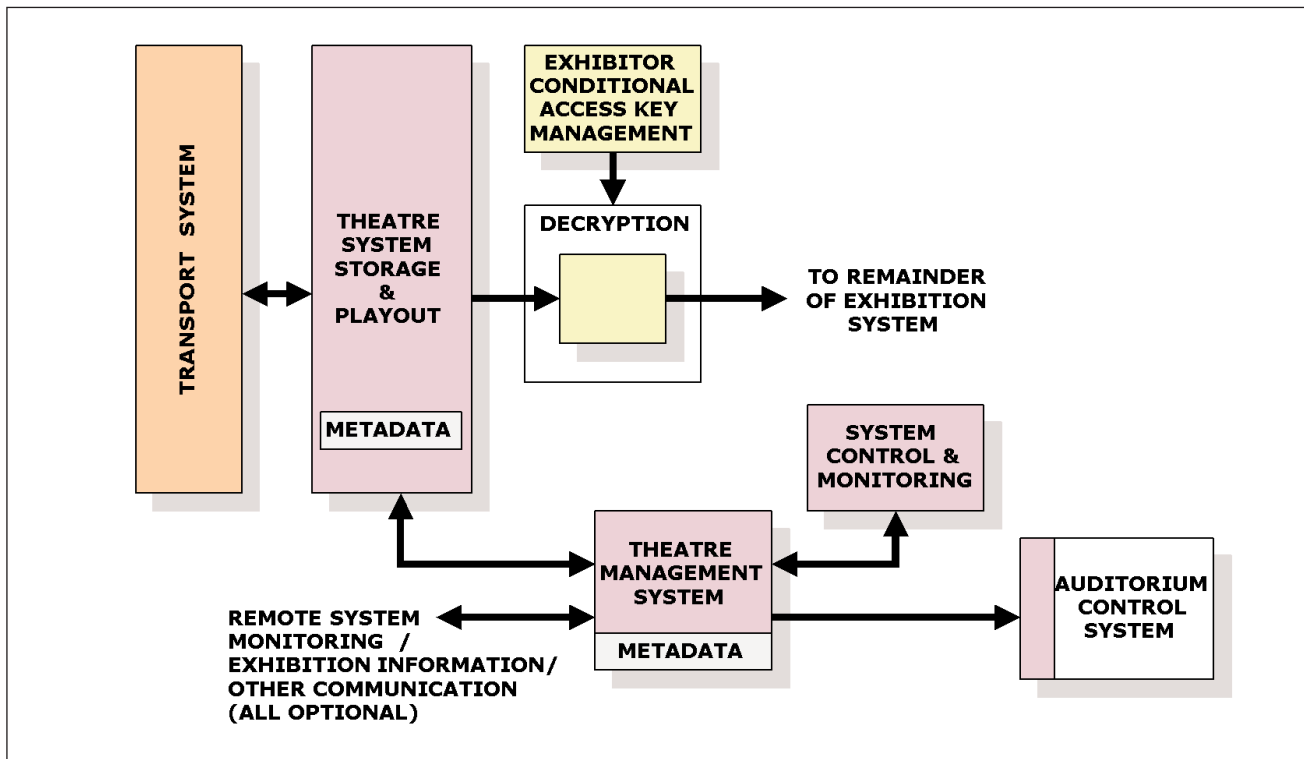 TRANSPORT SYSTEM
THEATRE
SYSTEM
STORAGE
&
PLAYOUT
METADATA
EXHIBITOR
CONDITIONAL
ACCESS KEY
MANAGEMENT
DECRYPTION
TO REMAINDER
OF EXHIBITION
SYSTEM
SYSTEM
CONTROL &
MONITORING
THEATRE
MANAGEMENT
SYSTEM
METADATA
AUDITORIUM
CONTROL
SYSTEM
REMOTE SYSTEM
MONITORING /
EXHIBITION INFORMATION/
OTHER COMMUNICATION
(ALL OPTIONAL)